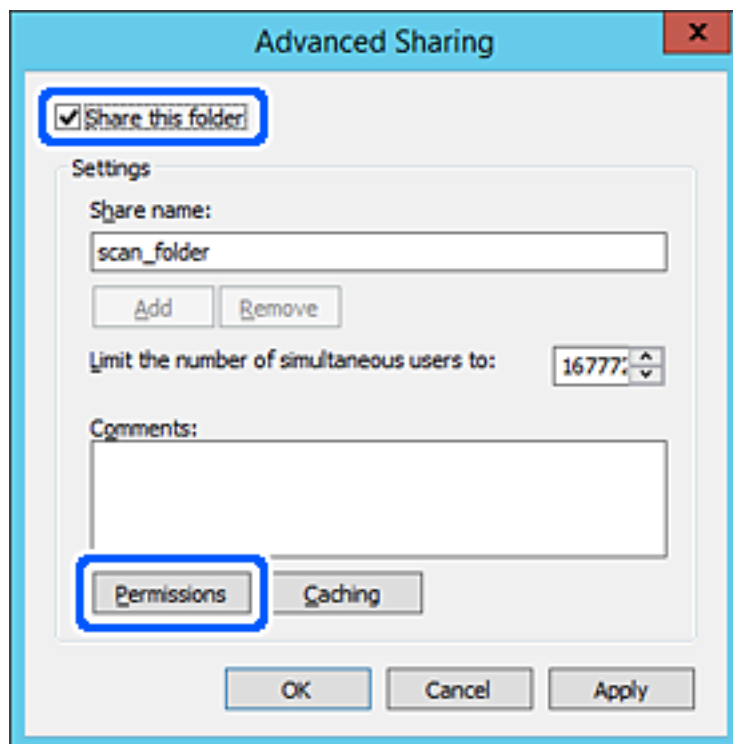 Advanced Sharing
x
Share this folder
Settings
Share name:
scan_folder
Add Remove
Limit the number of simultaneous users to:
Comments:
Permissions Caching
OK Cancel Apply